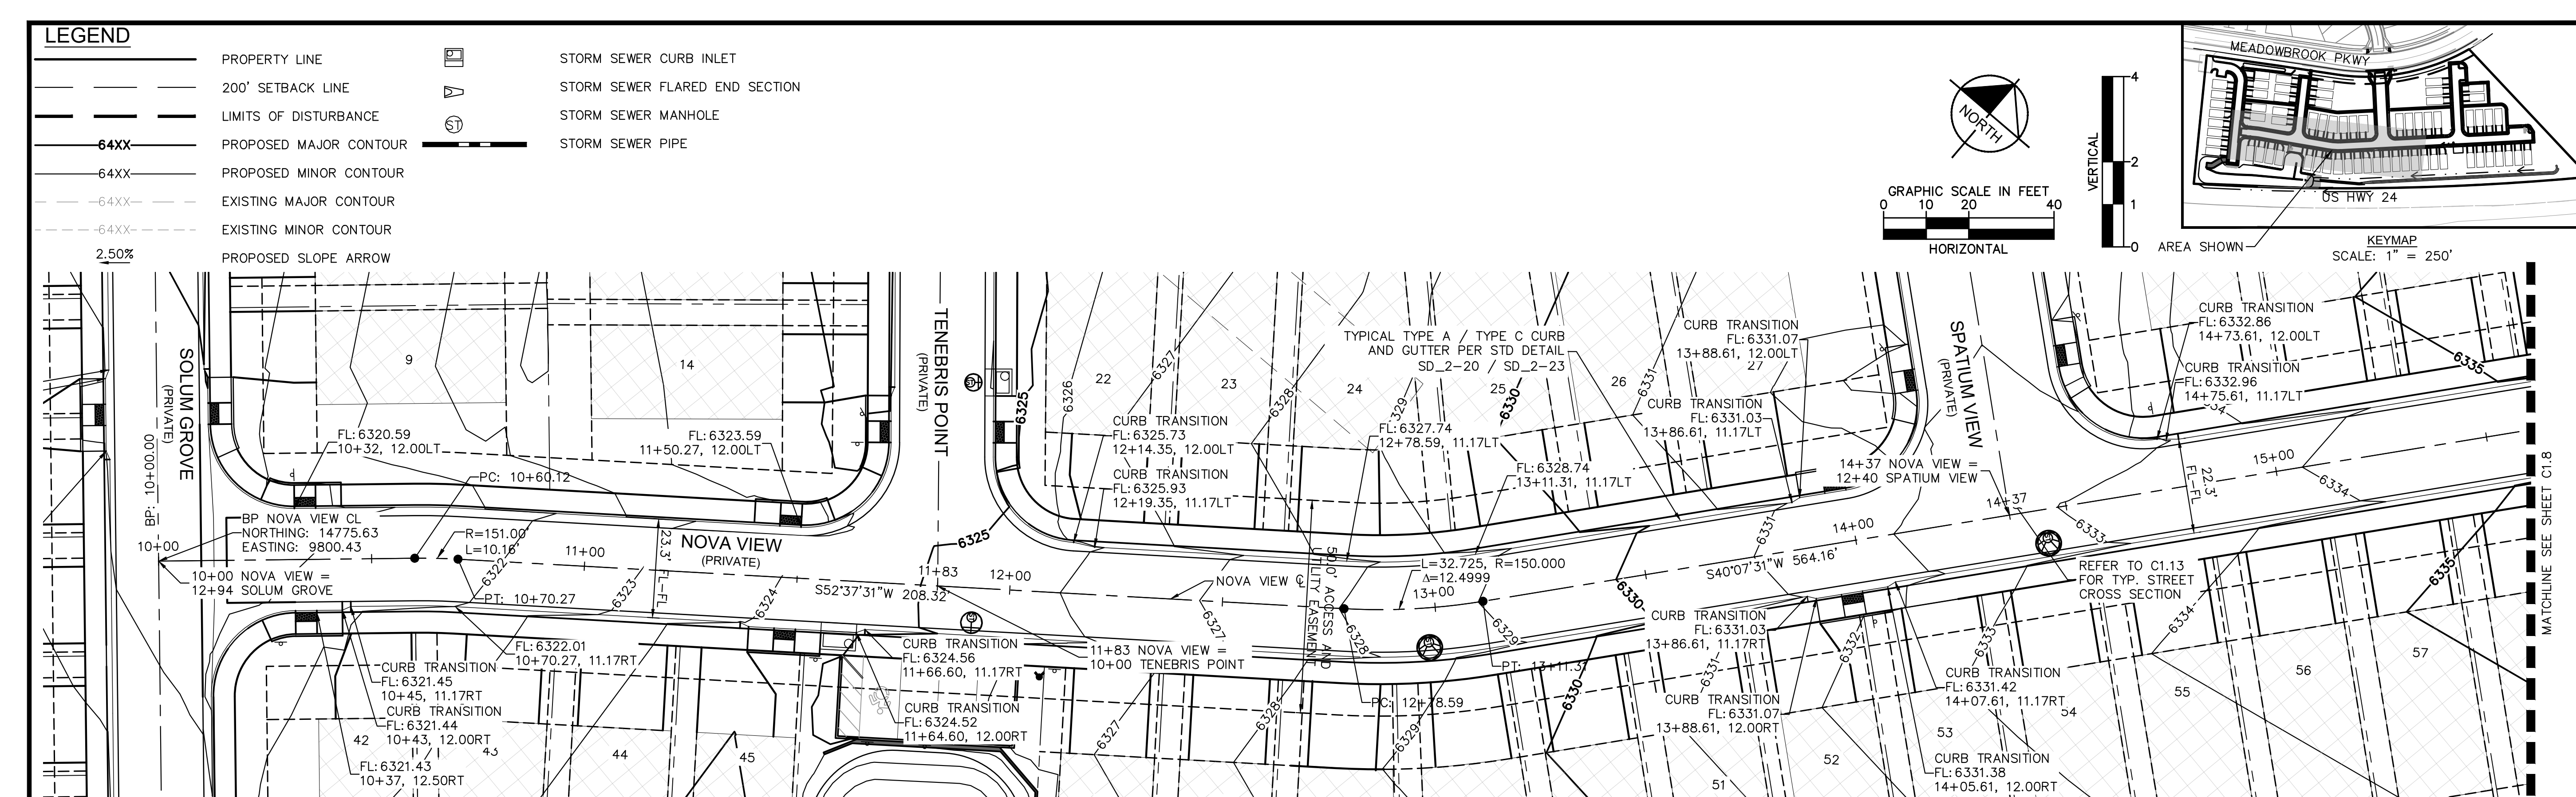 LEGEND
PROPERTY LINE
200' SETBACK LINE
LIMITS OF DISTURBANCE
64XX
PROPOSED MAJOR CONTOUR
64XX
PROPOSED MINOR CONTOUR
64XX
EXISTING MAJOR CONTOUR
64XX
EXISTING MINOR CONTOUR
2.50%
PROPOSED SLOPE ARROW
STORM SEWER CURB INLET
STORM SEWER FLARED END SECTION
ST
STORM SEWER MANHOLE
STORM SEWER PIPE
NORTH
GRAPHIC SCALE IN FEET
0 10 20 40
HORIZONTAL
VERTICAL
4
2
1
0
MEADOWBROOK PKWY
US HWY 24
AREA SHOWN
KEYMAP
SCALE: 1" = 250'
SOLUM GROVE
(PRIVATE)
BP: 10+00.00
10+00
BP NOVA VIEW CL
NORTHING: 14775.63
EASTING: 9800.43
10+00 NOVA VIEW =
12+94 SOLUM GROVE
9
14
FL:6320.59
10+32, 12.00LT
PC: 10+60.12
R=151.00'
L=10.16'
PT: 10+70.27
11+00
6322
6323
6324
23.3'
FL-FL
NOVA VIEW
(PRIVATE)
FL:6323.59
11+50.27, 12.00LT
S52°37'31"W 208.32'
TENEBRIS POINT
(PRIVATE)
ST
6325
6325
11+83
12+00
11+83 NOVA VIEW =
10+00 TENEBRIS POINT
FL:6322.01
10+70.27, 11.17RT
CURB TRANSITION
FL:6321.45
10+45, 11.17RT
CURB TRANSITION
FL:6321.44
10+43, 12.00RT
FL:6321.43
10+37, 12.50RT
42
43
44
45
CURB TRANSITION
FL:6324.56
11+66.60, 11.17RT
CURB TRANSITION
FL:6324.52
11+64.60, 12.00RT
6326
6327
22
23
24
25
26
27
6328
6329
6330
6331
CURB TRANSITION
FL:6325.73
12+14.35, 12.00LT
CURB TRANSITION
FL:6325.93
12+19.35, 11.17LT
TYPICAL TYPE A / TYPE C CURB
AND GUTTER PER STD DETAIL
SD_2-20 / SD_2-23
FL:6327.74
12+78.59, 11.17LT
FL:6328.74
13+11.31, 11.17LT
NOVA VIEW
50.0' ACCESS AND
UTILITY EASEMENT
L=32.725, R=150.000
Δ=12.4999
13+00
6327
6328
6329
6330
PC: 12+78.59
PT: 13+11.31
6327
6328
6329
6330
CURB TRANSITION
FL:6331.07
13+88.61, 12.00LT
CURB TRANSITION
FL:6331.03
13+86.61, 11.17LT
6331
14+00
S40°07'31"W 564.16'
CURB TRANSITION
FL:6331.03
13+86.61, 11.17RT
6331
CURB TRANSITION
FL:6331.07
13+88.61, 12.00RT
51
52
53
54
55
56
57
6332
6333
6334
6335
CURB TRANSITION
FL:6331.42
14+07.61, 11.17RT
CURB TRANSITION
FL:6331.38
14+05.61, 12.00RT
SPATIUM VIEW
(PRIVATE)
14+37 NOVA VIEW =
12+40 SPATIUM VIEW
14+37
CURB TRANSITION
FL:6332.86
14+73.61, 12.00LT
CURB TRANSITION
FL:6332.96
14+75.61, 11.17LT
6334
6335
15+00
22.3'
FL-FL
6333
6334
REFER TO C1.13
FOR TYP. STREET
CROSS SECTION
MATCHLINE SEE SHEET C1.8